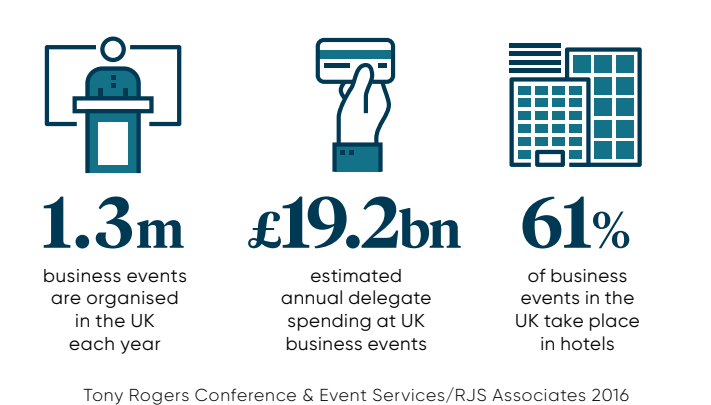 1.3m
business events
are organised
in the UK
each year
£19.2bn
estimated
annual delegate
spending at UK
business events
61%
of business
events in the
UK take place
in hotels
Tony Rogers Conference & Event Services/RJS Associates 2016